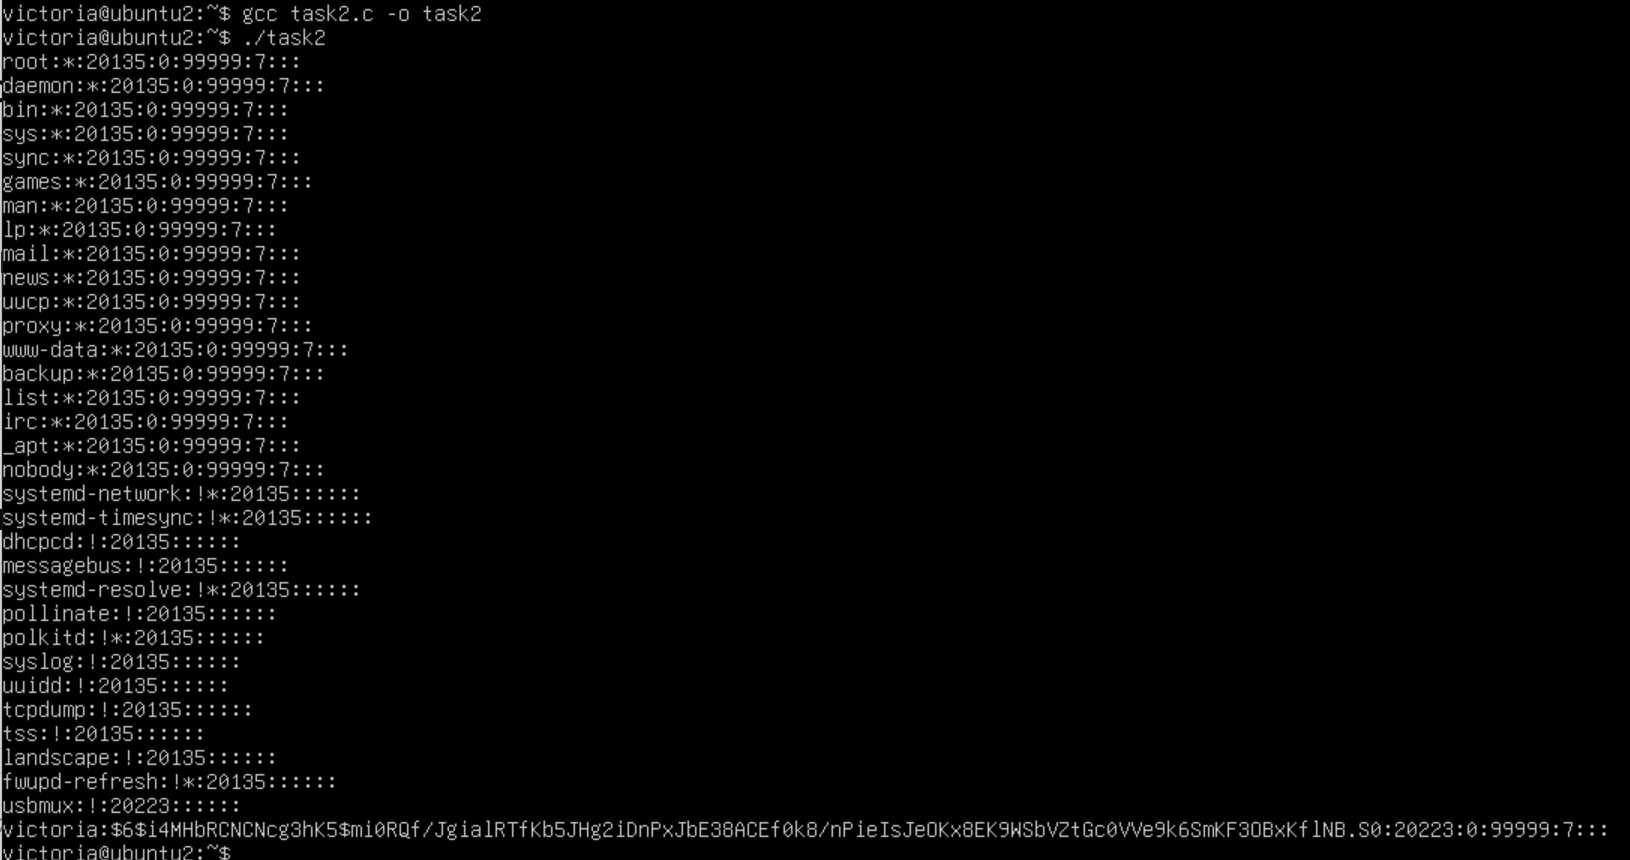 victoria@ubuntu2:~$ gcc task2.c -o task2
victoria@ubuntu2:~$ ./task2
root:*:20135:0:99999:7:::
daemon:*:20135:0:99999:7:::
bin:*:20135:0:99999:7:::
sys:*:20135:0:99999:7:::
sync:*:20135:0:99999:7:::
games:*:20135:0:99999:7:::
man:*:20135:0:99999:7:::
lp:*:20135:0:99999:7:::
mail:*:20135:0:99999:7:::
news:*:20135:0:99999:7:::
uucp:*:20135:0:99999:7:::
proxy:*:20135:0:99999:7:::
www-data:*:20135:0:99999:7:::
backup:*:20135:0:99999:7:::
list:*:20135:0:99999:7:::
irc:*:20135:0:99999:7:::
_apt:*:20135:0:99999:7:::
nobody:*:20135:0:99999:7:::
systemd-network:!*:20135::::::
systemd-timesync:!*:20135::::::
dhcpcd:!:20135::::::
messagebus:!:20135::::::
systemd-resolve:!*:20135::::::
pollinate:!:20135::::::
polkitd:!*:20135::::::
syslog:!:20135::::::
uuidd:!:20135::::::
tcpdump:!:20135::::::
tss:!:20135::::::
landscape:!:20135::::::
fwupd-refresh:!*:20135::::::
usbmux:!:20223::::::
victoria:$6$i4MHbRCNCNcg3hK5$mi0RQf/JgialRTfKb5JHg2iDnPxJbE38ACEf0k8/nPieIsJeOKx8EK9WSbVZtGc0VVe9k6SmKF3OBxKflNB.S0:20223:0:99999:7:::
victoria@ubuntu2:~$